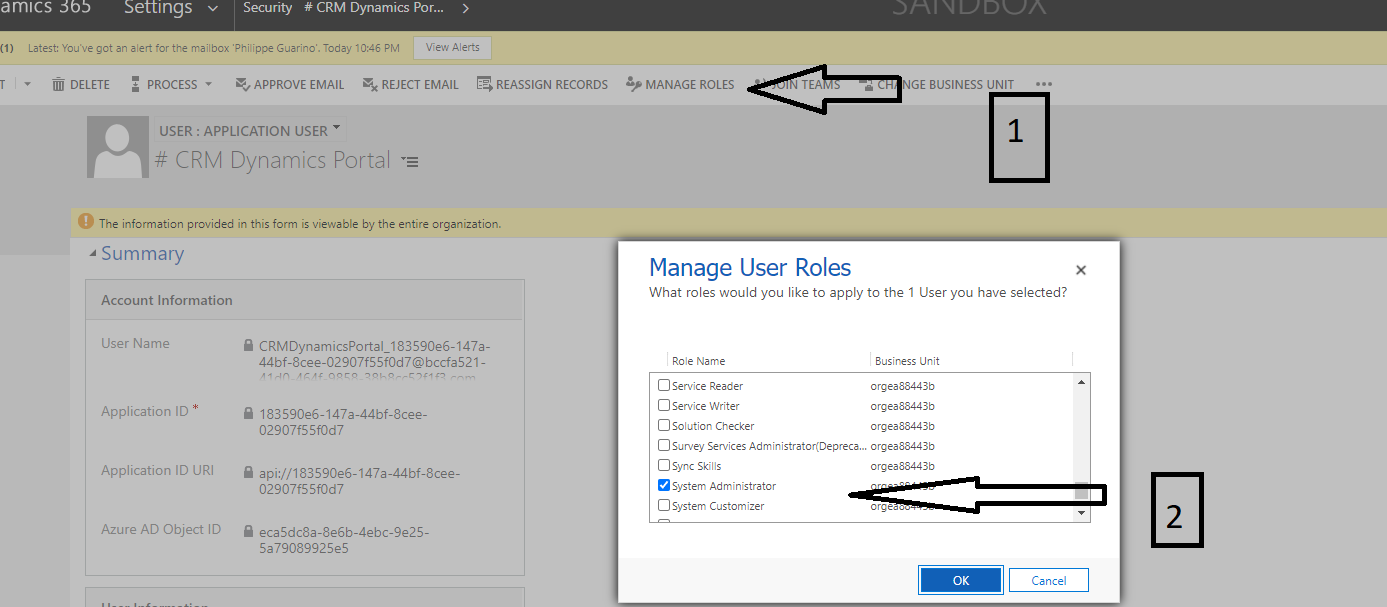 amics 365 Settings Security # CRM Dynamics Por... SANDBOX
(1) Latest: You've got an alert for the mailbox 'Philippe Guarino'. Today 10:46 PM View Alerts
T DELETE PROCESS APPROVE EMAIL REJECT EMAIL REASSIGN RECORDS MANAGE ROLES JOIN TEAMS CHANGE BUSINESS UNIT ...
1
USER : APPLICATION USER
# CRM Dynamics Portal
The information provided in this form is viewable by the entire organization.
Summary
Account Information
User Name CRMDynamicsPortal_183590e6-147a-
44bf-8cee-02907f55f0d7@bccfa521-
41d0-464f-9858-38b8cc52f1f3.com
Application ID * 183590e6-147a-44bf-8cee-
02907f55f0d7
Application ID URI api://183590e6-147a-44bf-8cee-
02907f55f0d7
Azure AD Object ID eca5dc8a-8e6b-4ebc-9e25-
5a79089925e5
User Information
Manage User Roles
What roles would you like to apply to the 1 User you have selected?
Role Name Business Unit
Service Reader orgea88443b
Service Writer orgea88443b
Solution Checker orgea88443b
Survey Services Administrator(Depreca... orgea88443b
Sync Skills orgea88443b
System Administrator orgea88443b
System Customizer orgea88443b
OK Cancel
2